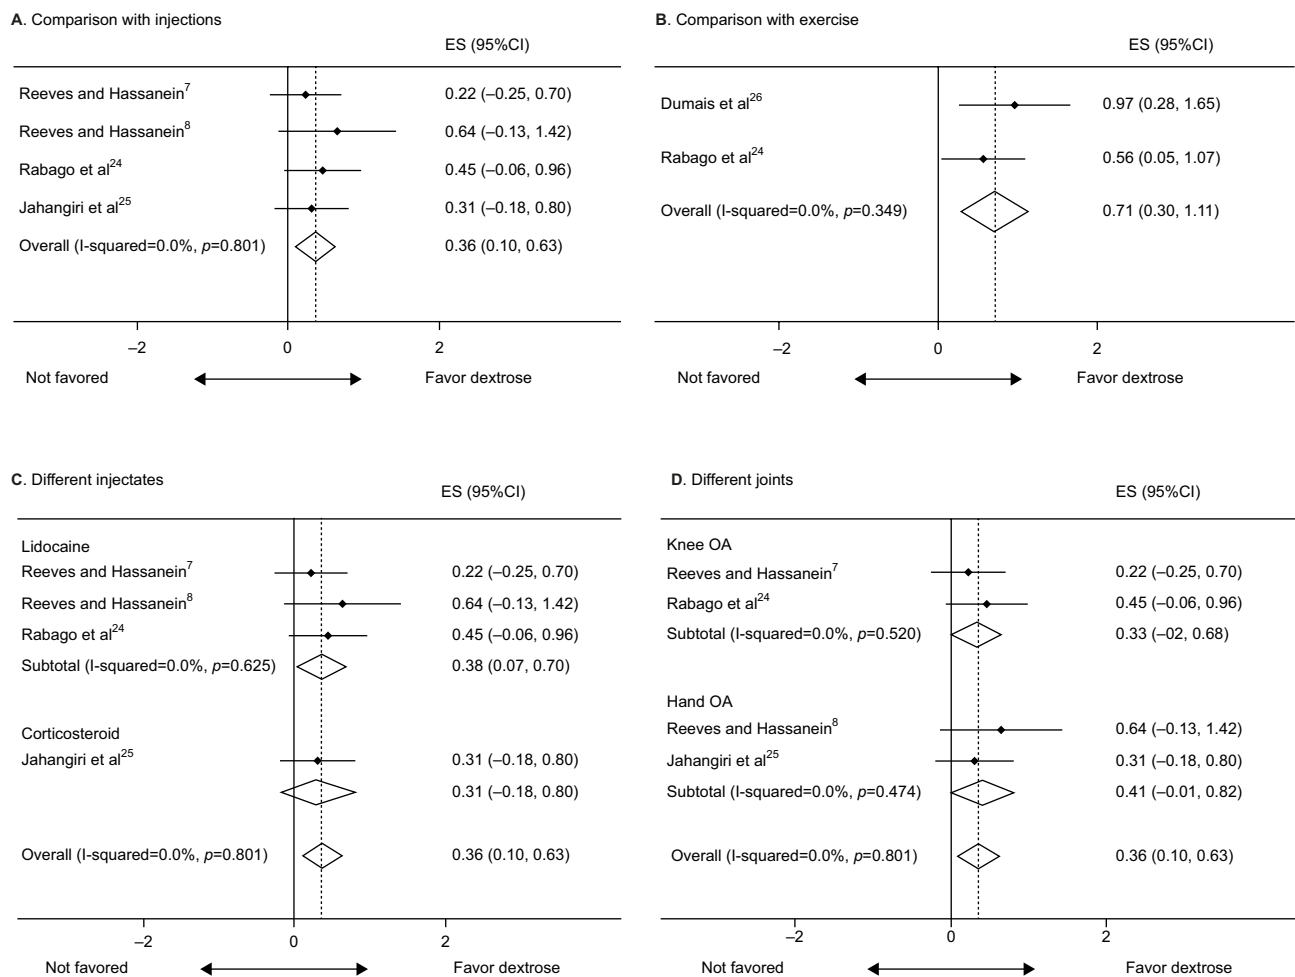 A. Comparison with injections
ES (95%CI)
Reeves and Hassanein7 0.22 (–0.25, 0.70)
Reeves and Hassanein8 0.64 (–0.13, 1.42)
Rabago et al24 0.45 (–0.06, 0.96)
Jahangiri et al25 0.31 (–0.18, 0.80)
Overall (I-squared=0.0%, p=0.801) 0.36 (0.10, 0.63)
–2 0 2
Not favored Favor dextrose
B. Comparison with exercise
ES (95%CI)
Dumais et al26 0.97 (0.28, 1.65)
Rabago et al24 0.56 (0.05, 1.07)
Overall (I-squared=0.0%, p=0.349) 0.71 (0.30, 1.11)
–2 0 2
Not favored Favor dextrose
C. Different injectates
ES (95%CI)
Lidocaine
Reeves and Hassanein7 0.22 (–0.25, 0.70)
Reeves and Hassanein8 0.64 (–0.13, 1.42)
Rabago et al24 0.45 (–0.06, 0.96)
Subtotal (I-squared=0.0%, p=0.625) 0.38 (0.07, 0.70)
Corticosteroid
Jahangiri et al25 0.31 (–0.18, 0.80)
0.31 (–0.18, 0.80)
Overall (I-squared=0.0%, p=0.801) 0.36 (0.10, 0.63)
–2 0 2
Not favored Favor dextrose
D. Different joints
ES (95%CI)
Knee OA
Reeves and Hassanein7 0.22 (–0.25, 0.70)
Rabago et al24 0.45 (–0.06, 0.96)
Subtotal (I-squared=0.0%, p=0.520) 0.33 (–02, 0.68)
Hand OA
Reeves and Hassanein8 0.64 (–0.13, 1.42)
Jahangiri et al25 0.31 (–0.18, 0.80)
Subtotal (I-squared=0.0%, p=0.474) 0.41 (–0.01, 0.82)
Overall (I-squared=0.0%, p=0.801) 0.36 (0.10, 0.63)
–2 0 2
Not favored Favor dextrose